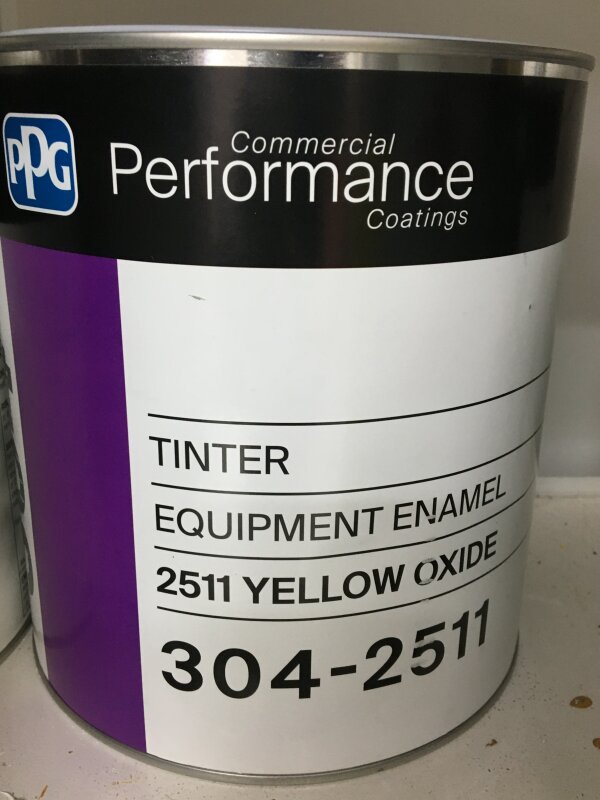 PPG
Commercial
Performance
Coatings
TINTER
EQUIPMENT ENAMEL
2511 YELLOW OXIDE
304-2511